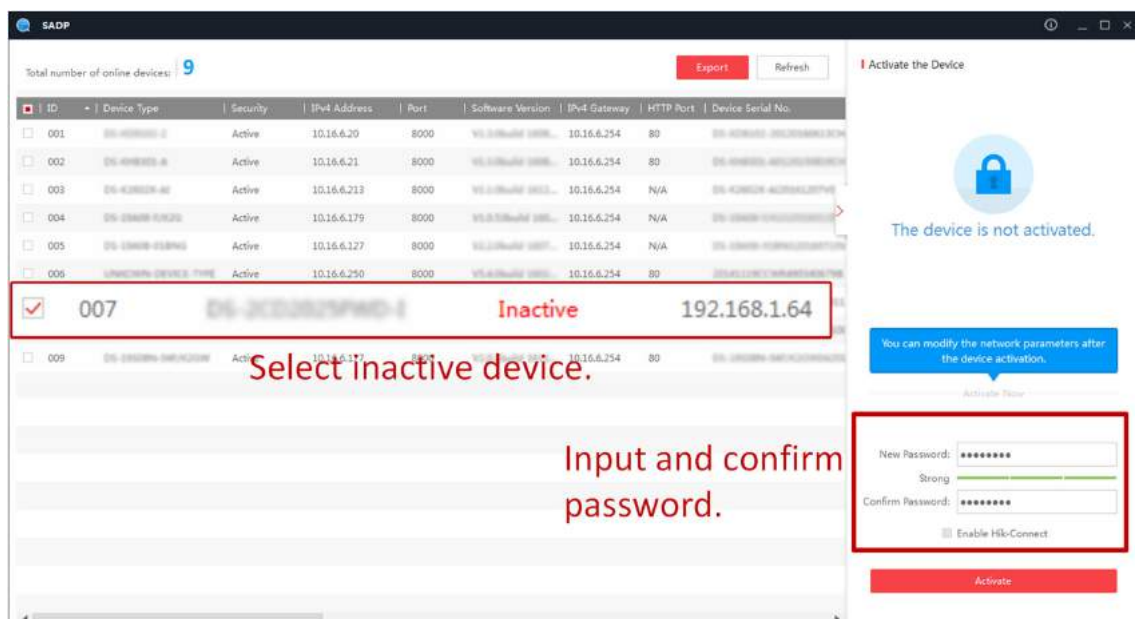 SADP
Total number of online devices: 9
Export
Refresh
ID Device Type Security IPv4 Address Port Software Version IPv4 Gateway HTTP Port Device Serial No.
001 Active 10.16.6.20 8000 10.16.6.254 80
002 Active 10.16.6.21 8000 10.16.6.254 80
003 Active 10.16.6.213 8000 10.16.6.254 N/A
004 Active 10.16.6.179 8000 10.16.6.254 N/A
005 Active 10.16.6.127 8000 10.16.6.254 N/A
006 UNKNOWN-DEVICE-TYPE Active 10.16.6.250 8000 10.16.6.254 80
007 Inactive 192.168.1.64
009 Active 8000 10.16.6.254 80
Select inactive device.
Input and confirm
password.
Activate the Device
The device is not activated.
You can modify the network parameters after
the device activation.
Activate Now
New Password: ●●●●●●●●
Strong
Confirm Password: ●●●●●●●●
Enable Hik-Connect
Activate